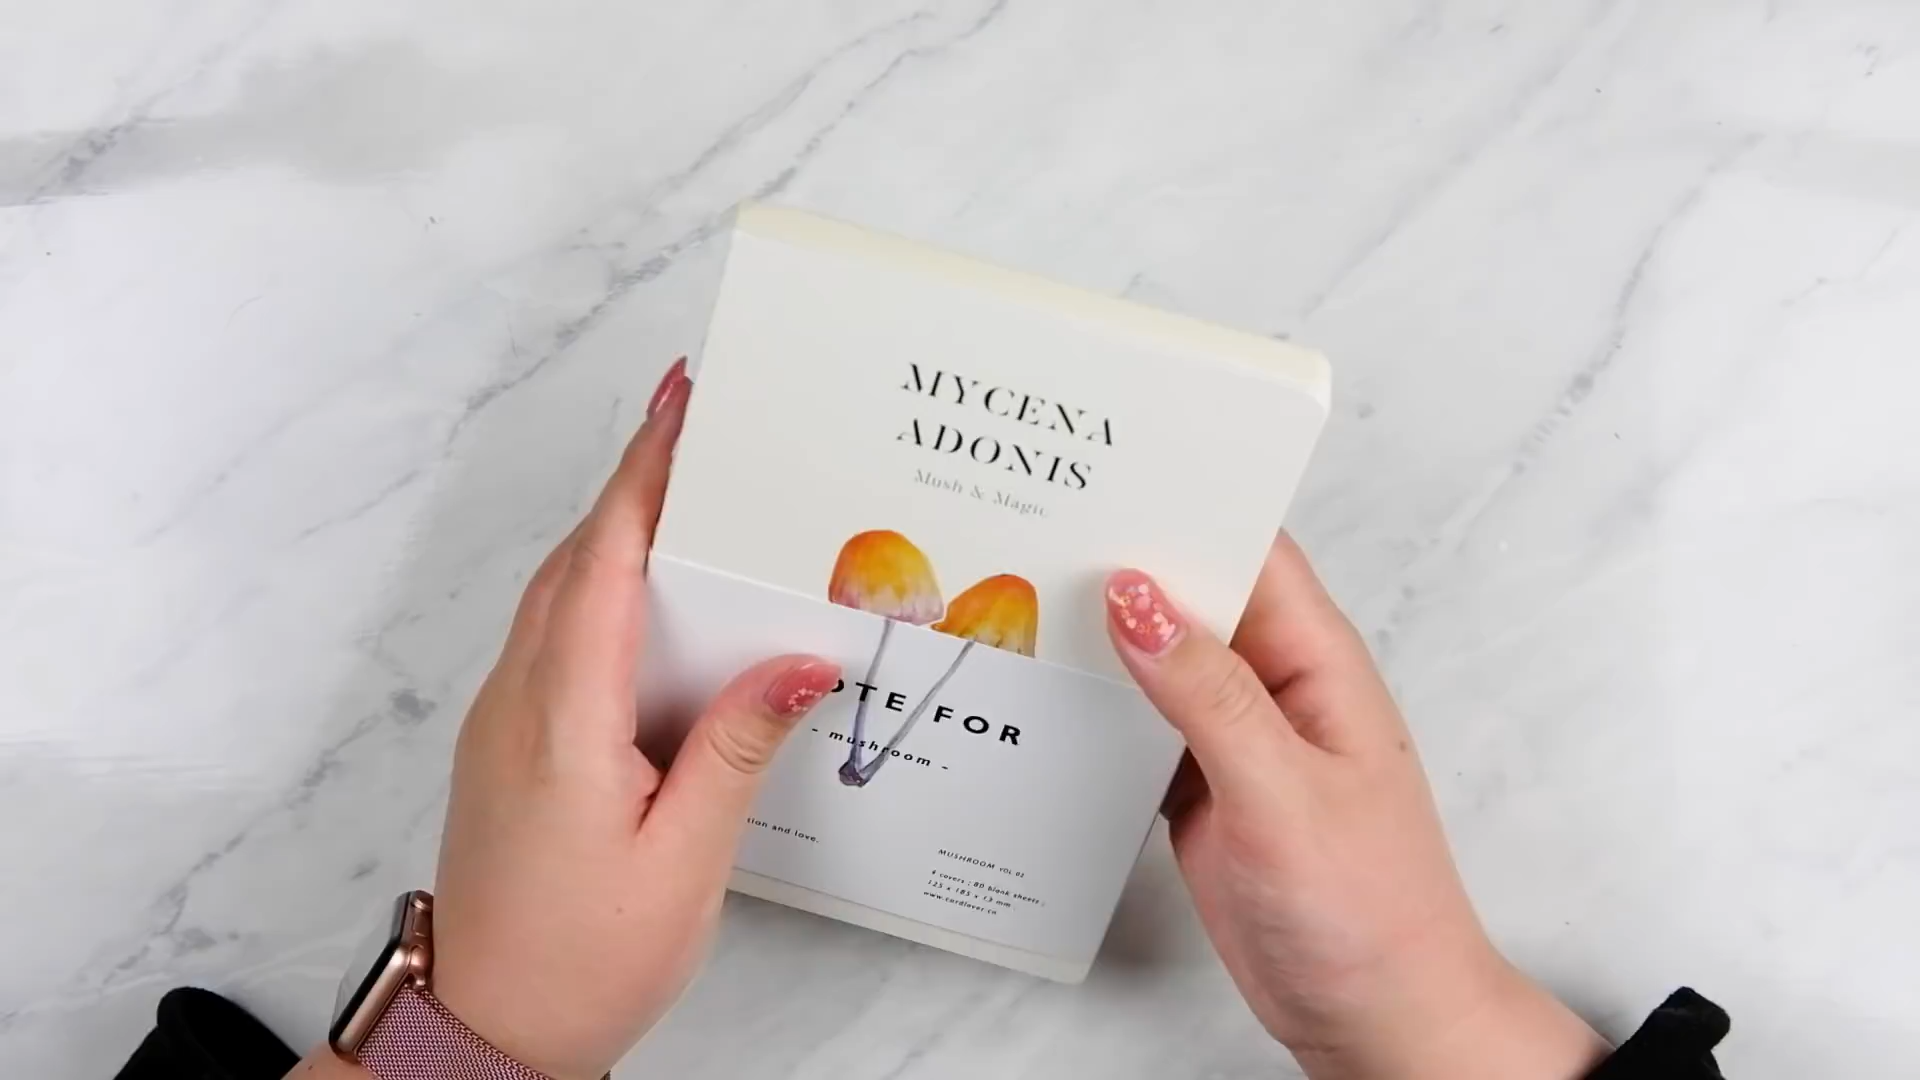 MYCENA
ADONIS
Mush & Magic
OTE FOR
- mushroom -
tion and love.
MUSHROOM VOL 02
4 covers ; 80 blank sheets ;
125 x 185 x 13 mm
www.cardlover.cn